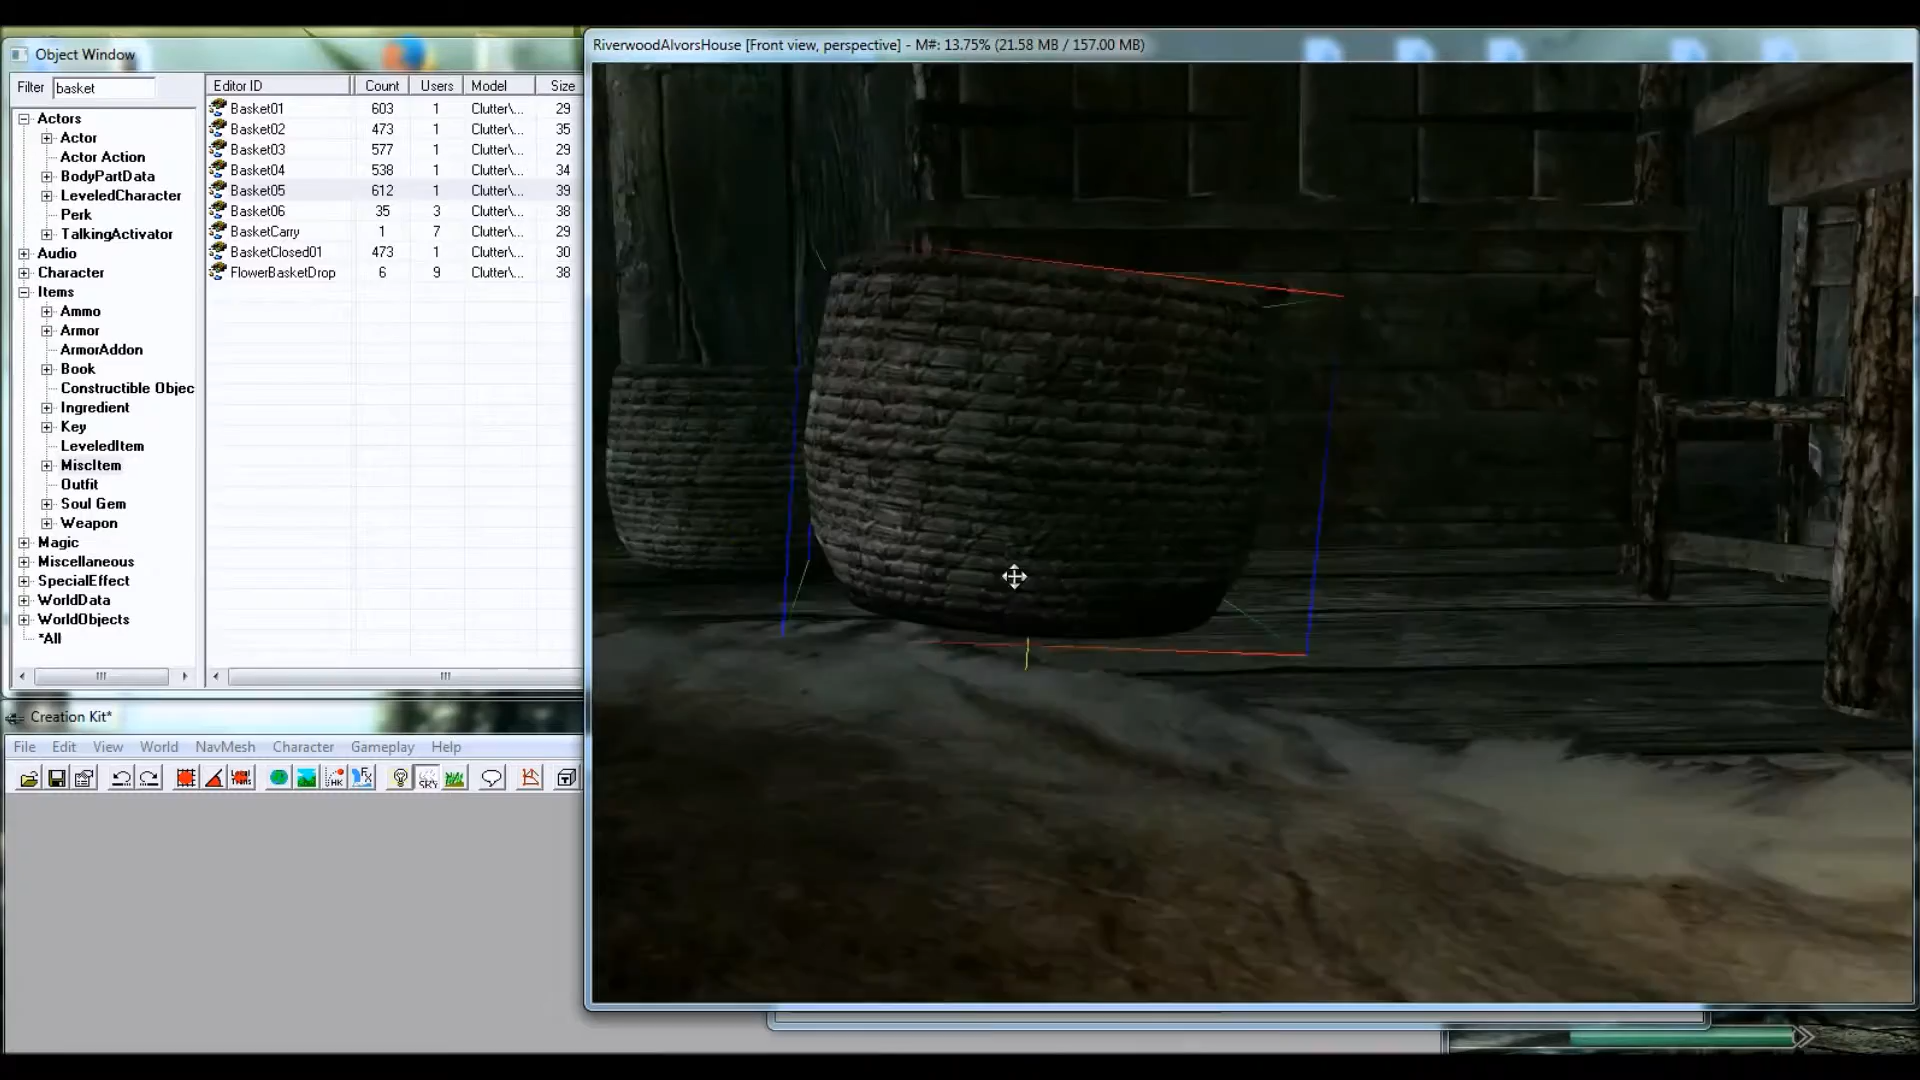 Object Window
Filter basket
Editor ID Count Users Model Size
Basket01 603 1 Clutter\... 29
Basket02 473 1 Clutter\... 35
Basket03 577 1 Clutter\... 29
Basket04 538 1 Clutter\... 34
Basket05 612 1 Clutter\... 39
Basket06 35 3 Clutter\... 38
BasketCarry 1 7 Clutter\... 29
BasketClosed01 473 1 Clutter\... 30
FlowerBasketDrop 6 9 Clutter\... 38
Actors
Actor
Actor Action
BodyPartData
LeveledCharacter
Perk
TalkingActivator
Audio
Character
Items
Ammo
Armor
ArmorAddon
Book
Constructible Objec
Ingredient
Key
LeveledItem
MiscItem
Outfit
Soul Gem
Weapon
Magic
Miscellaneous
SpecialEffect
WorldData
WorldObjects
*All
Creation Kit*
File Edit View World NavMesh Character Gameplay Help
SKY
RiverwoodAlvorsHouse [Front view, perspective] - M#: 13.75% (21.58 MB / 157.00 MB)